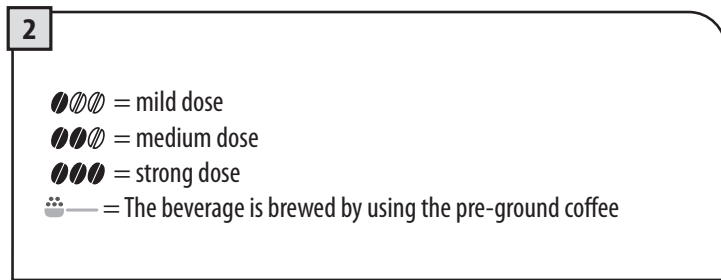 2
= mild dose
= medium dose
= strong dose
= The beverage is brewed by using the pre-ground coffee